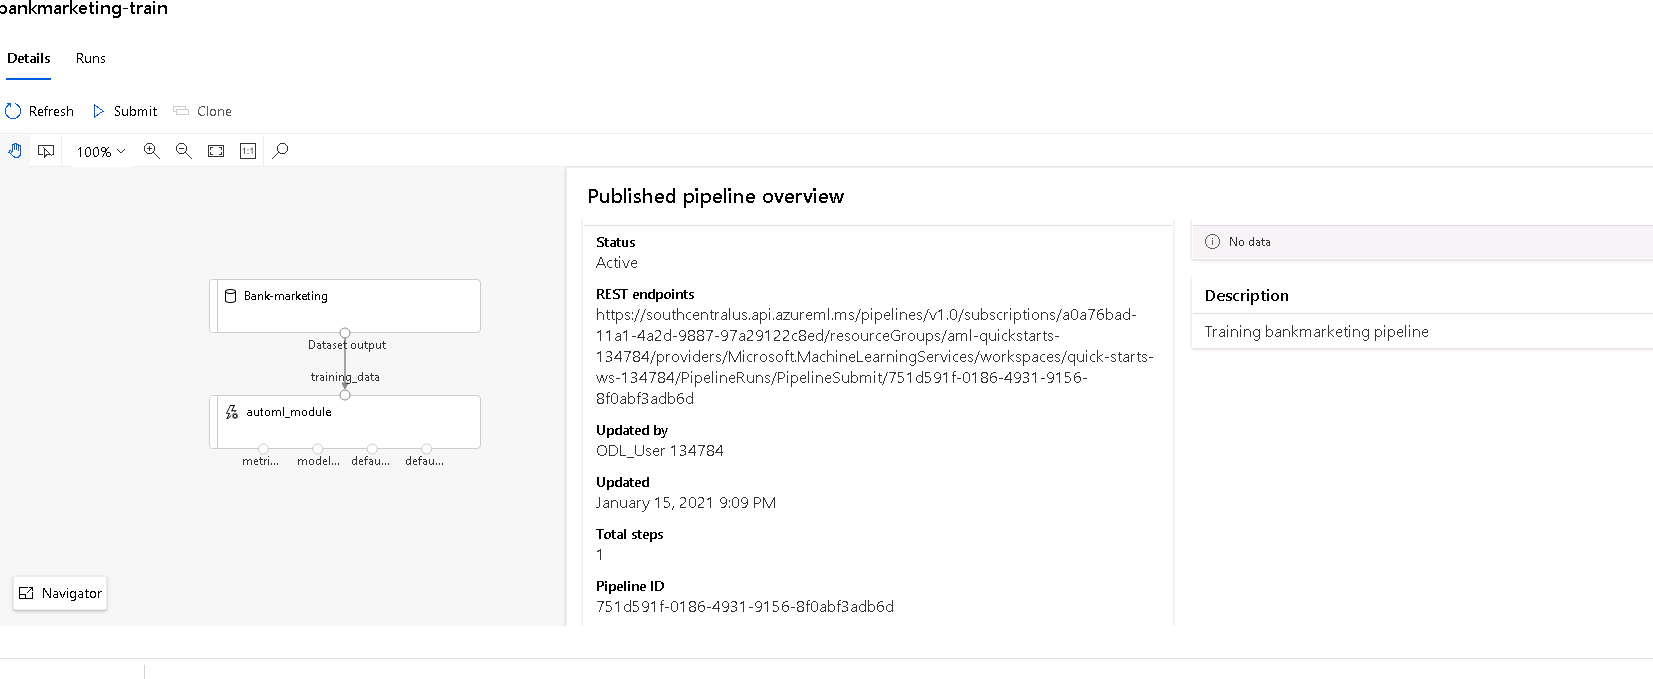 bankmarketing-train
Details Runs
Refresh Submit Clone
100% 1:1
Published pipeline overview
Bank-marketing
Dataset output
training_data
automl_module
metri... model... defau... defau...
Navigator
Status
Active
REST endpoints
https://southcentralus.api.azureml.ms/pipelines/v1.0/subscriptions/a0a76bad-
11a1-4a2d-9887-97a29122c8ed/resourceGroups/aml-quickstarts-
134784/providers/Microsoft.MachineLearningServices/workspaces/quick-starts-
ws-134784/PipelineRuns/PipelineSubmit/751d591f-0186-4931-9156-
8f0abf3adb6d
Updated by
ODL_User 134784
Updated
January 15, 2021 9:09 PM
Total steps
1
Pipeline ID
751d591f-0186-4931-9156-8f0abf3adb6d
No data
Description
Training bankmarketing pipeline